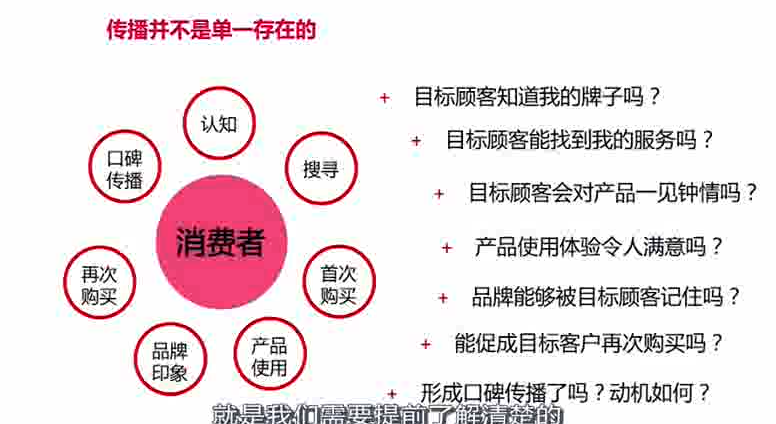 传播并不是单一存在的
认知
搜寻
首次
购买
产品
使用
品牌
印象
再次
购买
口碑
传播
消费者
+ 目标顾客知道我的牌子吗？
+ 目标顾客能找到我的服务吗？
+ 目标顾客会对产品一见钟情吗？
+ 产品使用体验令人满意吗？
+ 品牌能够被目标顾客记住吗？
+ 能促成目标客户再次购买吗？
+ 形成口碑传播了吗？动机如何？
就是我们需要提前了解清楚的